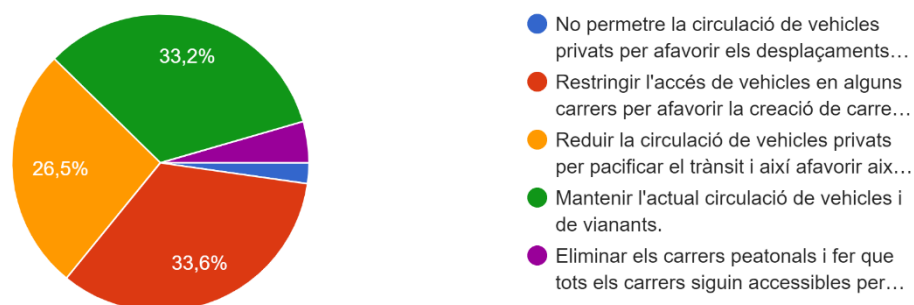 33,2%
26,5%
33,6%
No permetre la circulació de vehicles
privats per afavorir els desplaçaments…
Restringir l'accés de vehicles en alguns
carrers per afavorir la creació de carre…
Reduir la circulació de vehicles privats
per pacificar el trànsit i així afavorir aix…
Mantenir l'actual circulació de vehicles i
de vianants.
Eliminar els carrers peatonals i fer que
tots els carrers siguin accessibles per…